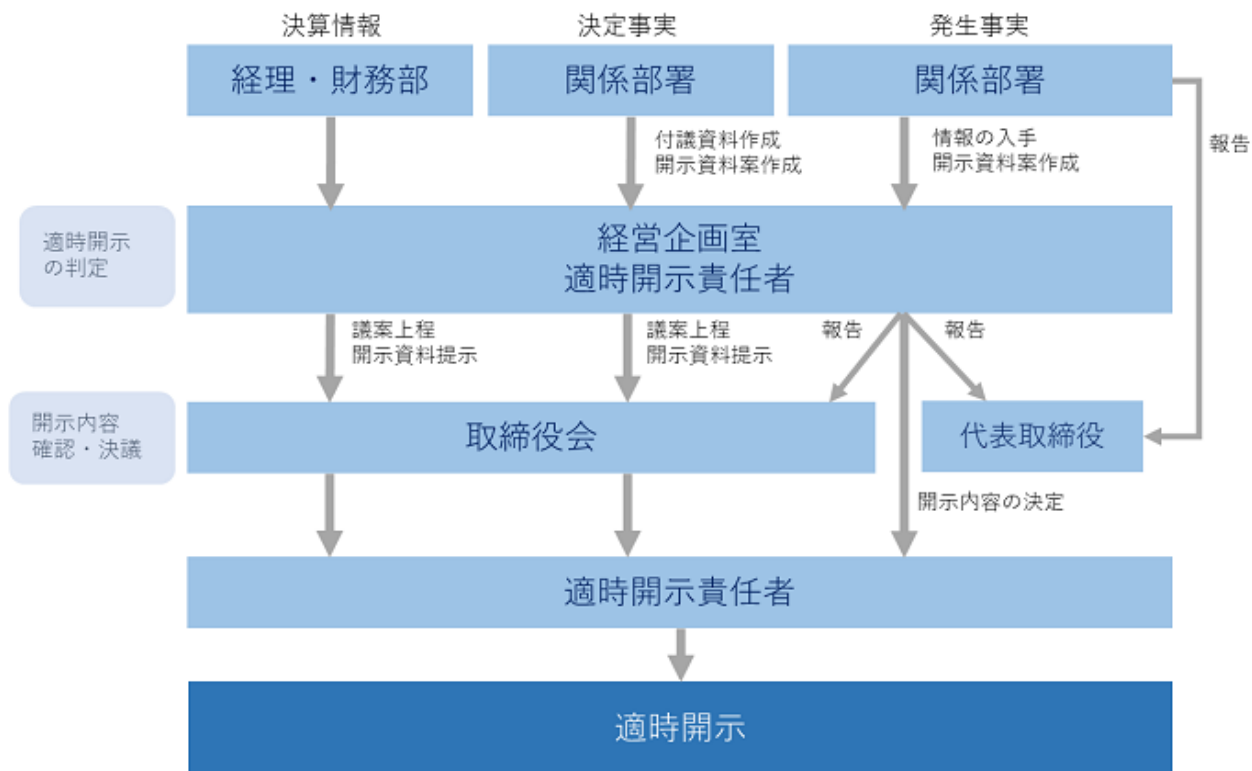 決算情報
決定事実
発生事実
経理・財務部
関係部署
関係部署
付議資料作成
開示資料案作成
情報の入手
開示資料案作成
報告
適時開示
の判定
経営企画室
適時開示責任者
議案上程
開示資料提示
議案上程
開示資料提示
報告
報告
開示内容
確認・決議
取締役会
代表取締役
開示内容の決定
適時開示責任者
適時開示